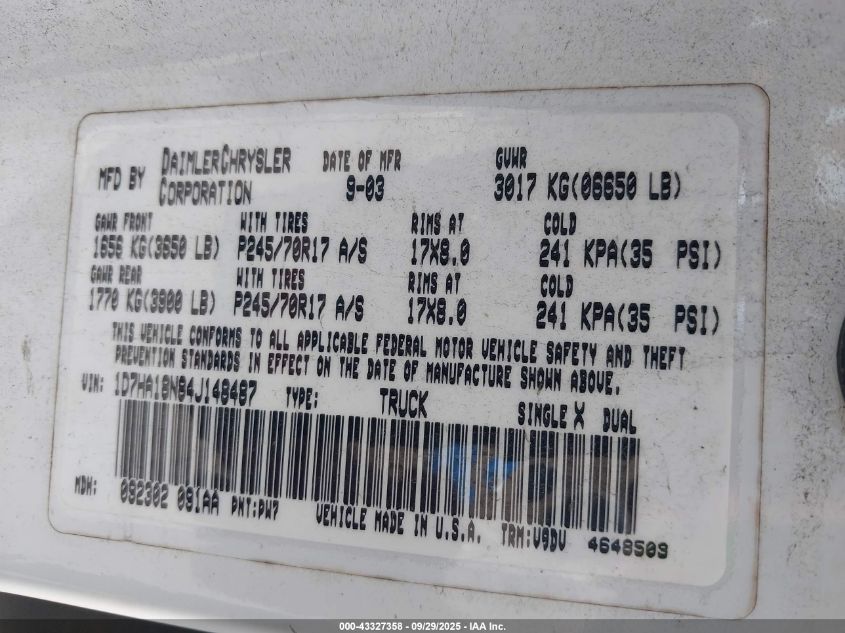 MFD BY DAIMLERCHRYSLER CORPORATION DATE OF MFR 9-03 GVWR 3017 KG(06650 LB)
GAWR FRONT WITH TIRES RIMS AT COLD
1656 KG(3650 LB) P245/70R17 A/S 17X8.0 241 KPA(35 PSI)
GAWR REAR WITH TIRES RIMS AT COLD
1770 KG(3900 LB) P245/70R17 A/S 17X8.0 241 KPA(35 PSI)
THIS VEHICLE CONFORMS TO ALL APPLICABLE FEDERAL MOTOR VEHICLE SAFETY AND THEFT
PREVENTION STANDARDS IN EFFECT ON THE DATE OF MANUFACTURE SHOWN ABOVE.
VIN: 1D7HA18N84J148487 TYPE: TRUCK SINGLE X DUAL
MDH: 092302 091AA PNT:PW7 VEHICLE MADE IN U.S.A. TRM:V9DV 4648503
000-43327358 - 09/29/2025 - IAA Inc.